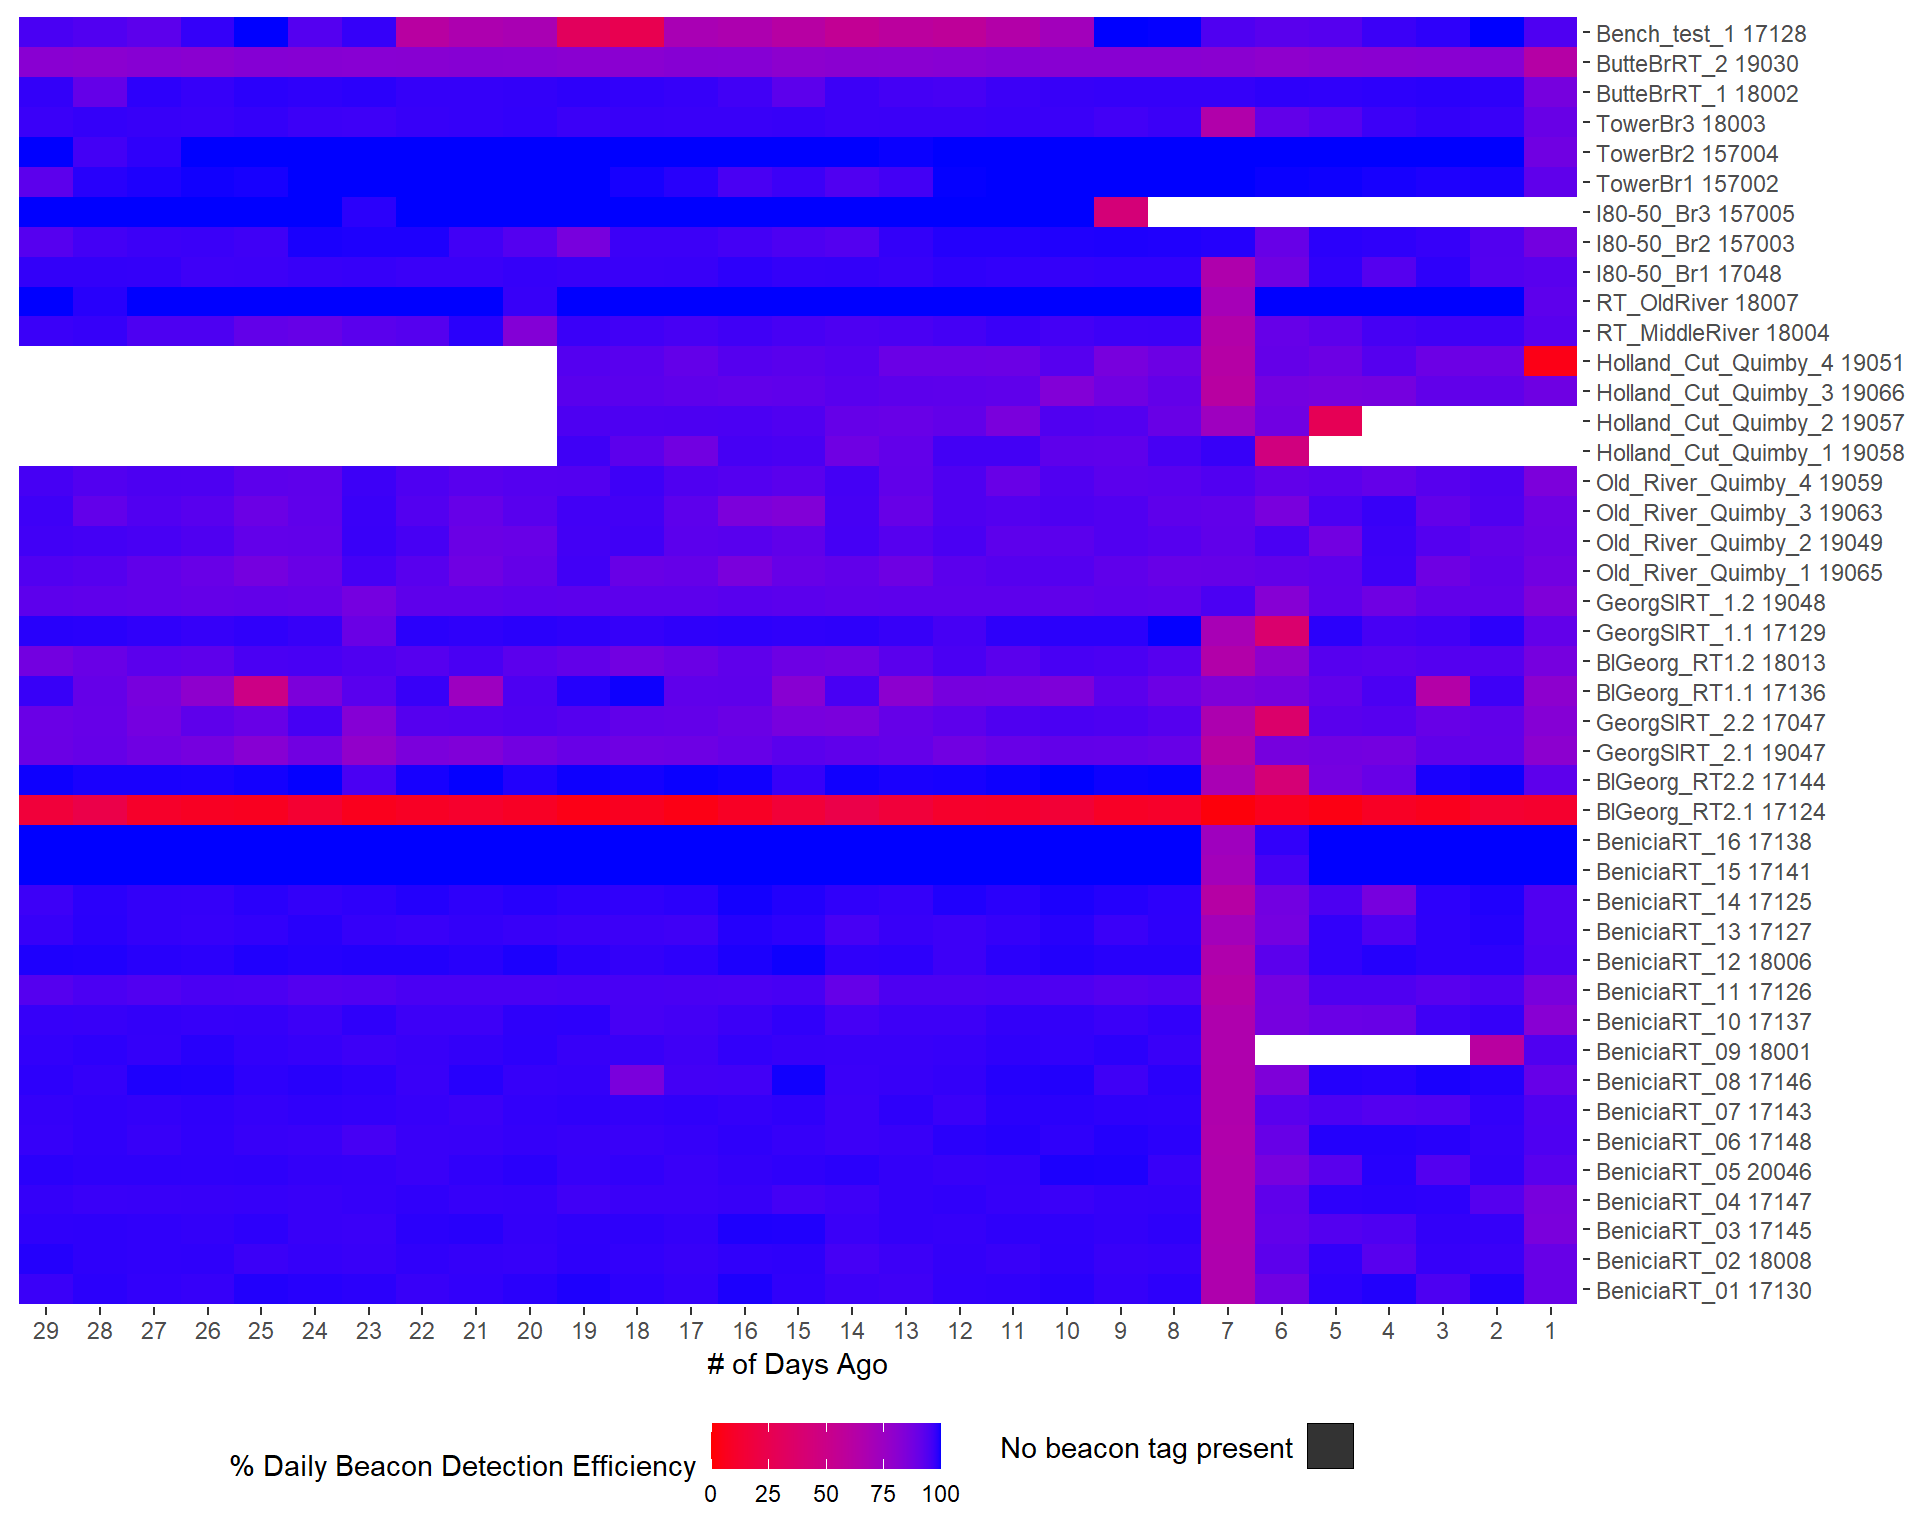 Bench_test_1 17128
ButteBrRT_2 19030
ButteBrRT_1 18002
TowerBr3 18003
TowerBr2 157004
TowerBr1 157002
I80-50_Br3 157005
I80-50_Br2 157003
I80-50_Br1 17048
RT_OldRiver 18007
RT_MiddleRiver 18004
Holland_Cut_Quimby_4 19051
Holland_Cut_Quimby_3 19066
Holland_Cut_Quimby_2 19057
Holland_Cut_Quimby_1 19058
Old_River_Quimby_4 19059
Old_River_Quimby_3 19063
Old_River_Quimby_2 19049
Old_River_Quimby_1 19065
GeorgSlRT_1.2 19048
GeorgSlRT_1.1 17129
BlGeorg_RT1.2 18013
BlGeorg_RT1.1 17136
GeorgSlRT_2.2 17047
GeorgSlRT_2.1 19047
BlGeorg_RT2.2 17144
BlGeorg_RT2.1 17124
BeniciaRT_16 17138
BeniciaRT_15 17141
BeniciaRT_14 17125
BeniciaRT_13 17127
BeniciaRT_12 18006
BeniciaRT_11 17126
BeniciaRT_10 17137
BeniciaRT_09 18001
BeniciaRT_08 17146
BeniciaRT_07 17143
BeniciaRT_06 17148
BeniciaRT_05 20046
BeniciaRT_04 17147
BeniciaRT_03 17145
BeniciaRT_02 18008
BeniciaRT_01 17130
29 28 27 26 25 24 23 22 21 20 19 18 17 16 15 14 13 12 11 10 9 8 7 6 5 4 3 2 1
# of Days Ago
% Daily Beacon Detection Efficiency
0 25 50 75 100
No beacon tag present